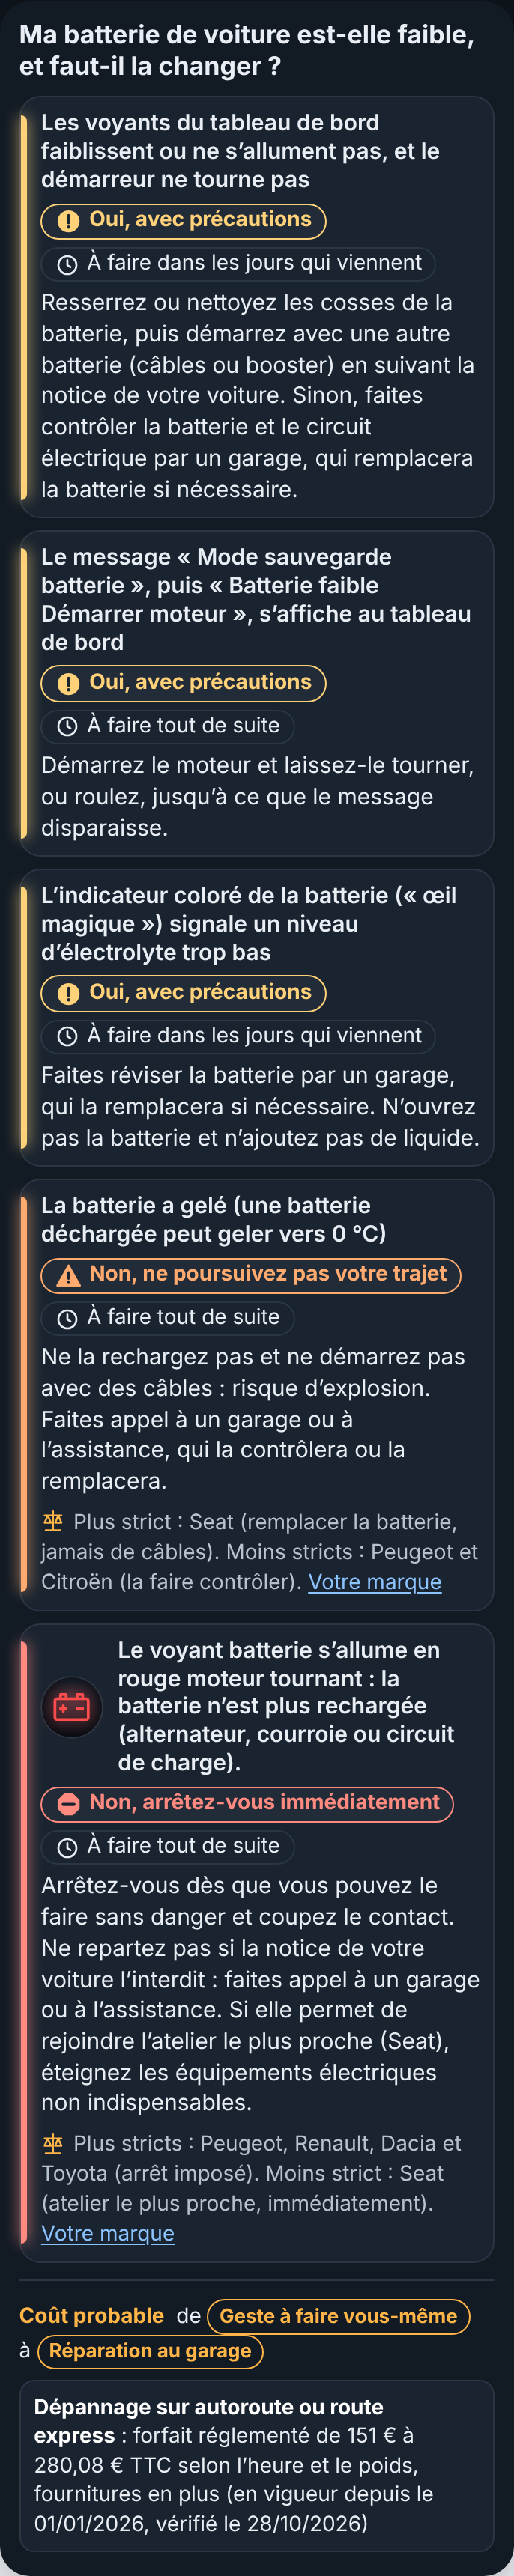 Ma batterie de voiture est-elle faible,
et faut-il la changer ?
Les voyants du tableau de bord
faiblissent ou ne s’allument pas, et le
démarreur ne tourne pas
Oui, avec précautions
À faire dans les jours qui viennent
Resserrez ou nettoyez les cosses de la
batterie, puis démarrez avec une autre
batterie (câbles ou booster) en suivant la
notice de votre voiture. Sinon, faites
contrôler la batterie et le circuit
électrique par un garage, qui remplacera
la batterie si nécessaire.
Le message « Mode sauvegarde
batterie », puis « Batterie faible
Démarrer moteur », s’affiche au tableau
de bord
Oui, avec précautions
À faire tout de suite
Démarrez le moteur et laissez-le tourner,
ou roulez, jusqu’à ce que le message
disparaisse.
L’indicateur coloré de la batterie (« œil
magique ») signale un niveau
d’électrolyte trop bas
Oui, avec précautions
À faire dans les jours qui viennent
Faites réviser la batterie par un garage,
qui la remplacera si nécessaire. N’ouvrez
pas la batterie et n’ajoutez pas de liquide.
La batterie a gelé (une batterie
déchargée peut geler vers 0 °C)
Non, ne poursuivez pas votre trajet
À faire tout de suite
Ne la rechargez pas et ne démarrez pas
avec des câbles : risque d’explosion.
Faites appel à un garage ou à
l’assistance, qui la contrôlera ou la
remplacera.
Plus strict : Seat (remplacer la batterie,
jamais de câbles). Moins stricts : Peugeot et
Citroën (la faire contrôler). Votre marque
Le voyant batterie s’allume en
rouge moteur tournant : la
batterie n’est plus rechargée
(alternateur, courroie ou circuit
de charge).
Non, arrêtez-vous immédiatement
À faire tout de suite
Arrêtez-vous dès que vous pouvez le
faire sans danger et coupez le contact.
Ne repartez pas si la notice de votre
voiture l’interdit : faites appel à un garage
ou à l’assistance. Si elle permet de
rejoindre l’atelier le plus proche (Seat),
éteignez les équipements électriques
non indispensables.
Plus stricts : Peugeot, Renault, Dacia et
Toyota (arrêt imposé). Moins strict : Seat
(atelier le plus proche, immédiatement).
Votre marque
Coût probable de Geste à faire vous-même
à Réparation au garage
Dépannage sur autoroute ou route
express : forfait réglementé de 151 € à
280,08 € TTC selon l’heure et le poids,
fournitures en plus (en vigueur depuis le
01/01/2026, vérifié le 28/10/2026)